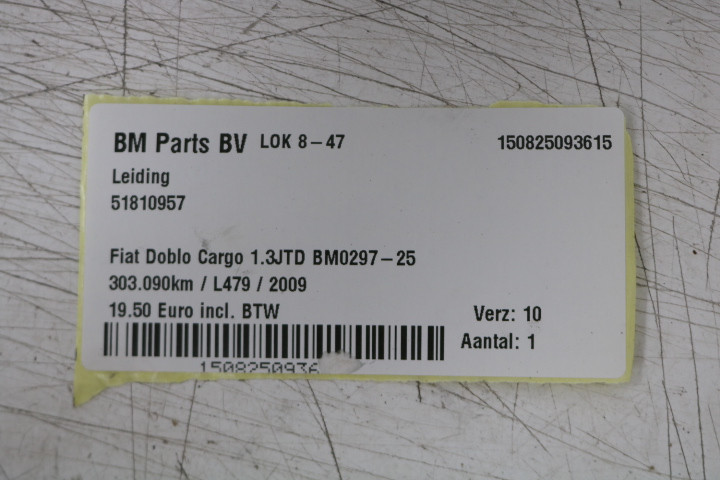 BM Parts BV LOK 8-47 150825093615
Leiding
51810957
Fiat Doblo Cargo 1.3JTD BM0297-25
303.090km / L479 / 2009
19.50 Euro incl. BTW Verz: 10
Aantal: 1
1508250936